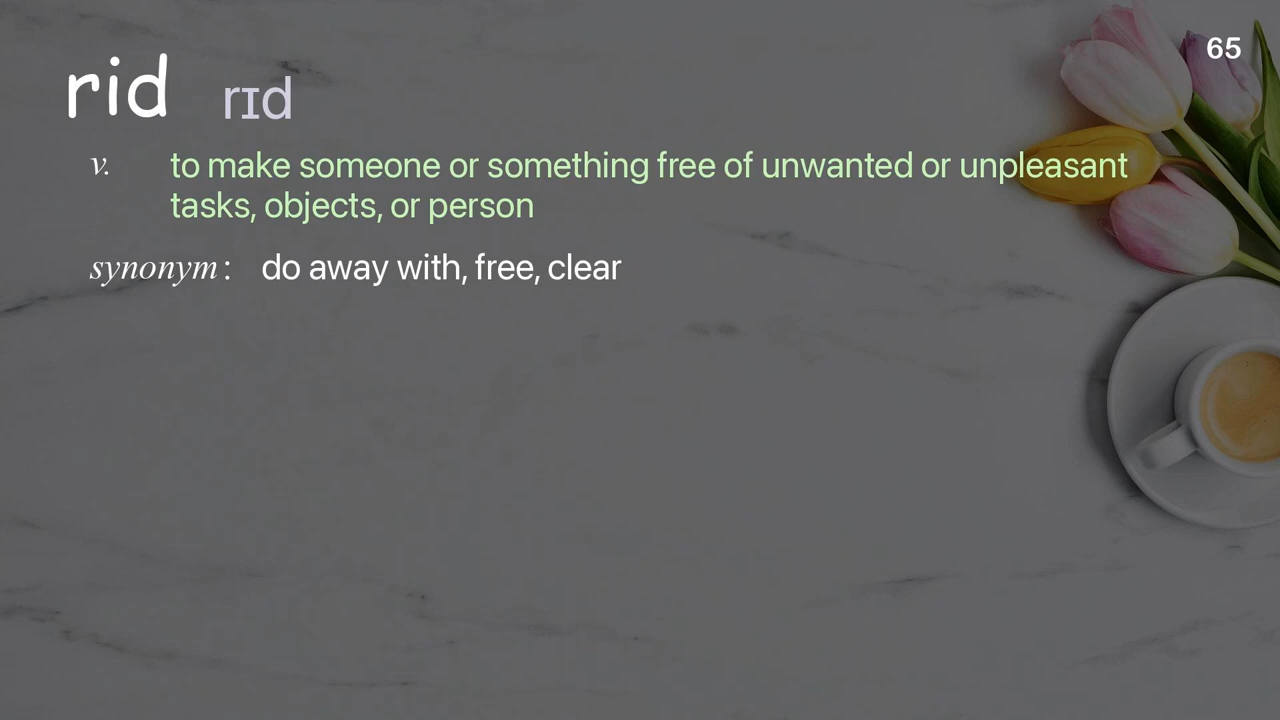 65
rid rɪd
v. to make someone or something free of unwanted or unpleasant
tasks, objects, or person
synonym: do away with, free, clear